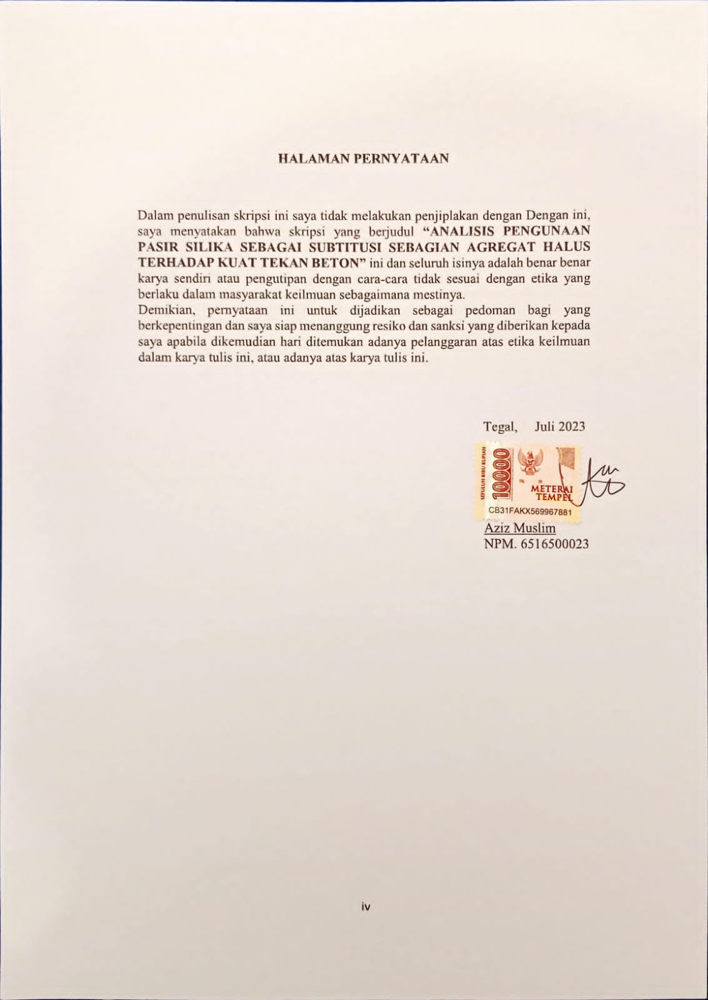 HALAMAN PERNYATAAN
Dalam penulisan skripsi ini saya tidak melakukan penjiplakan dengan Dengan ini,
saya menyatakan bahwa skripsi yang berjudul “ANALISIS PENGUNAAN
PASIR SILIKA SEBAGAI SUBTITUSI SEBAGIAN AGREGAT HALUS
TERHADAP KUAT TEKAN BETON” ini dan seluruh isinya adalah benar benar
karya sendiri atau pengutipan dengan cara-cara tidak sesuai dengan etika yang
berlaku dalam masyarakat keilmuan sebagaimana mestinya.
Demikian, pernyataan ini untuk dijadikan sebagai pedoman bagi yang
berkepentingan dan saya siap menanggung resiko dan sanksi yang diberikan kepada
saya apabila dikemudian hari ditemukan adanya pelanggaran atas etika keilmuan
dalam karya tulis ini, atau adanya atas karya tulis ini.
Tegal, Juli 2023
SEPULUH RIBU RUPIAH
10000
METERAI
TEMPEL
CB31FAKX569967881
Aziz Muslim
NPM. 6516500023
iv